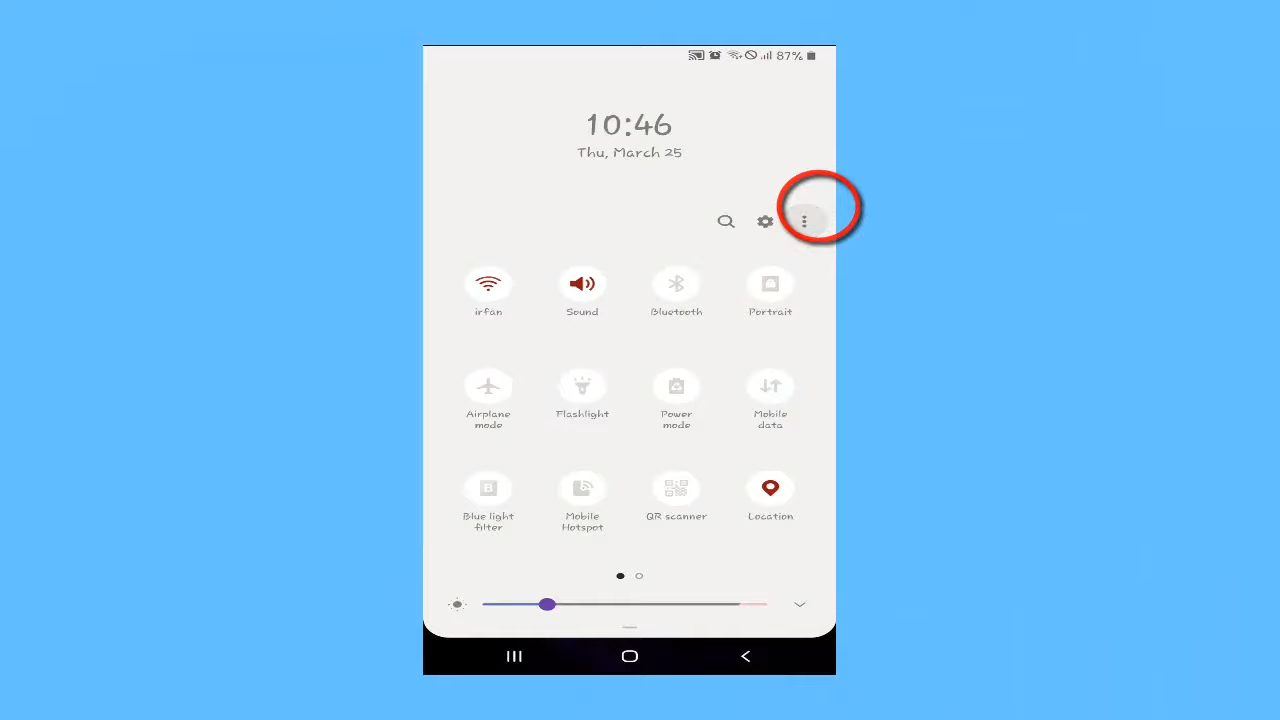 87%
10:46
Thu, March 25
irfan
Sound
Bluetooth
Portrait
Airplane
mode
Flashlight
Power
mode
Mobile
data
B
Blue light
filter
Mobile
Hotspot
QR scanner
Location